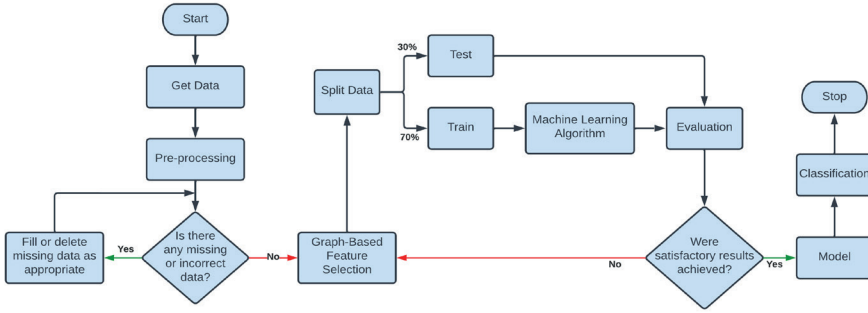 Start
Get Data
Pre-processing
Is there
any missing
or incorrect
data?
Yes
Fill or delete
missing data as
appropriate
No
Graph-Based
Feature
Selection
Split Data
30%
Test
70%
Train
Machine Learning
Algorithm
Evaluation
Were
satisfactory results
achieved?
No
Yes
Model
Classification
Stop